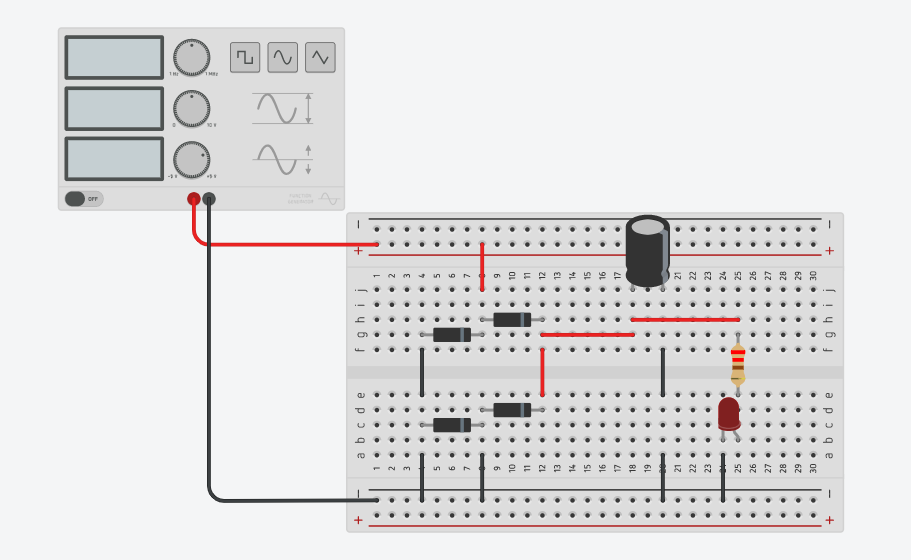 1 Hz 1 MHz
0 10 V
-5 V +5 V
OFF
FUNCTION
GENERATOR
- -
+ +
1 2 3 4 5 6 7 8 9 10 11 12 13 14 15 16 17 18 20 21 22 23 24 25 26 27 28 29 30
j j
i i
h h
g g
f f
e e
d d
c c
b b
a a
1 2 3 4 5 6 7 8 9 10 11 12 13 14 15 16 17 18 19 20 21 22 23 24 25 26 27 28 29 30
- -
+ +